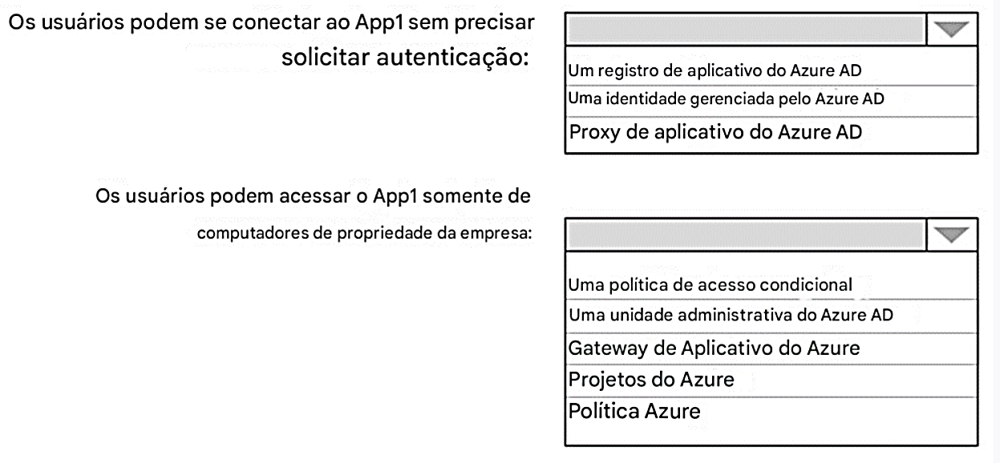 Os usuários podem se conectar ao App1 sem precisar
solicitar autenticação:
Um registro de aplicativo do Azure AD
Uma identidade gerenciada pelo Azure AD
Proxy de aplicativo do Azure AD
Os usuários podem acessar o App1 somente de
computadores de propriedade da empresa:
Uma política de acesso condicional
Uma unidade administrativa do Azure AD
Gateway de Aplicativo do Azure
Projetos do Azure
Política Azure